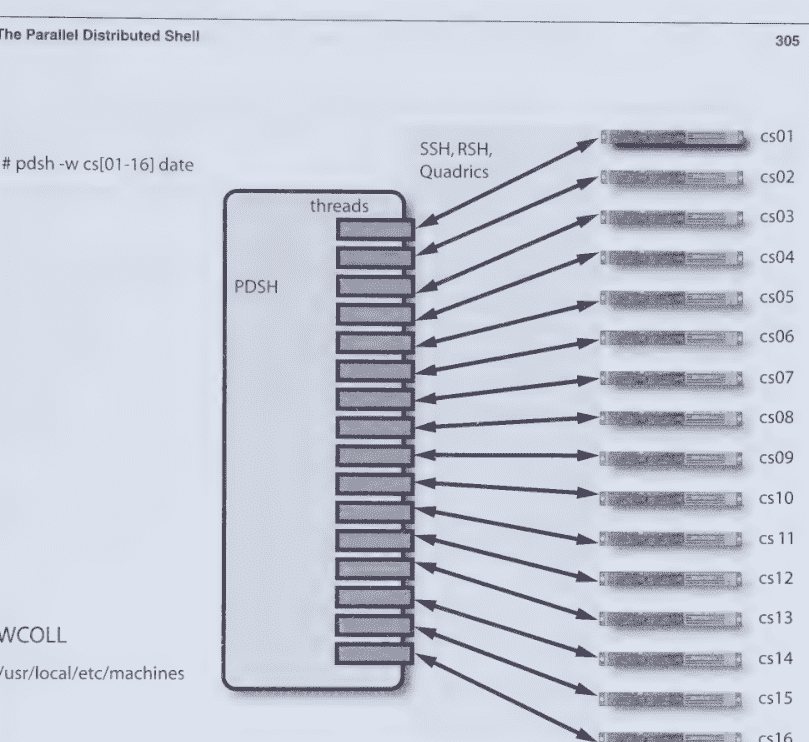 The Parallel Distributed Shell
305
# pdsh -w cs[01-16] date
SSH, RSH,
Quadrics
threads
PDSH
cs01
cs02
cs03
cs04
cs05
cs06
cs07
cs08
cs09
cs10
cs 11
cs12
cs13
cs14
cs15
cs16
WCOLL
/usr/local/etc/machines